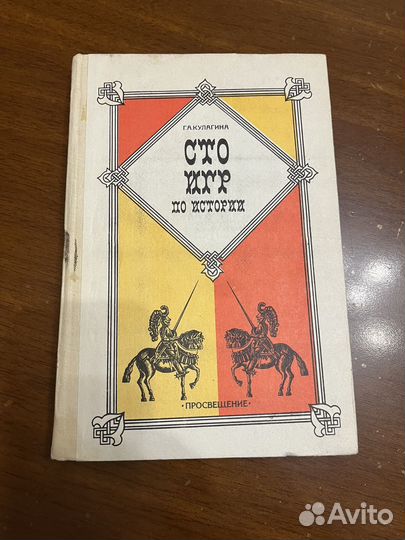 Г.А.КУЛАГИНА
СТО
ИГР
ПО ИСТОРИИ
·ПРОСВЕЩЕНИЕ·
Avito